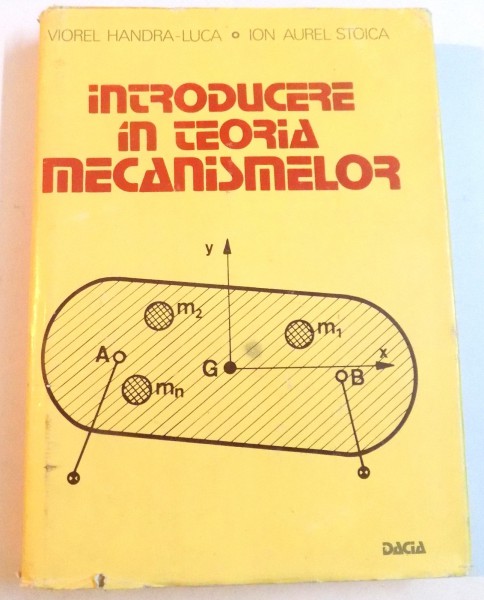 VIOREL HANDRA-LUCA • ION AUREL STOICA
INTRODUCERE
IN TEORIA
MECANISMELOR
y
m2
m1
A
G
x
B
mn
DACIA